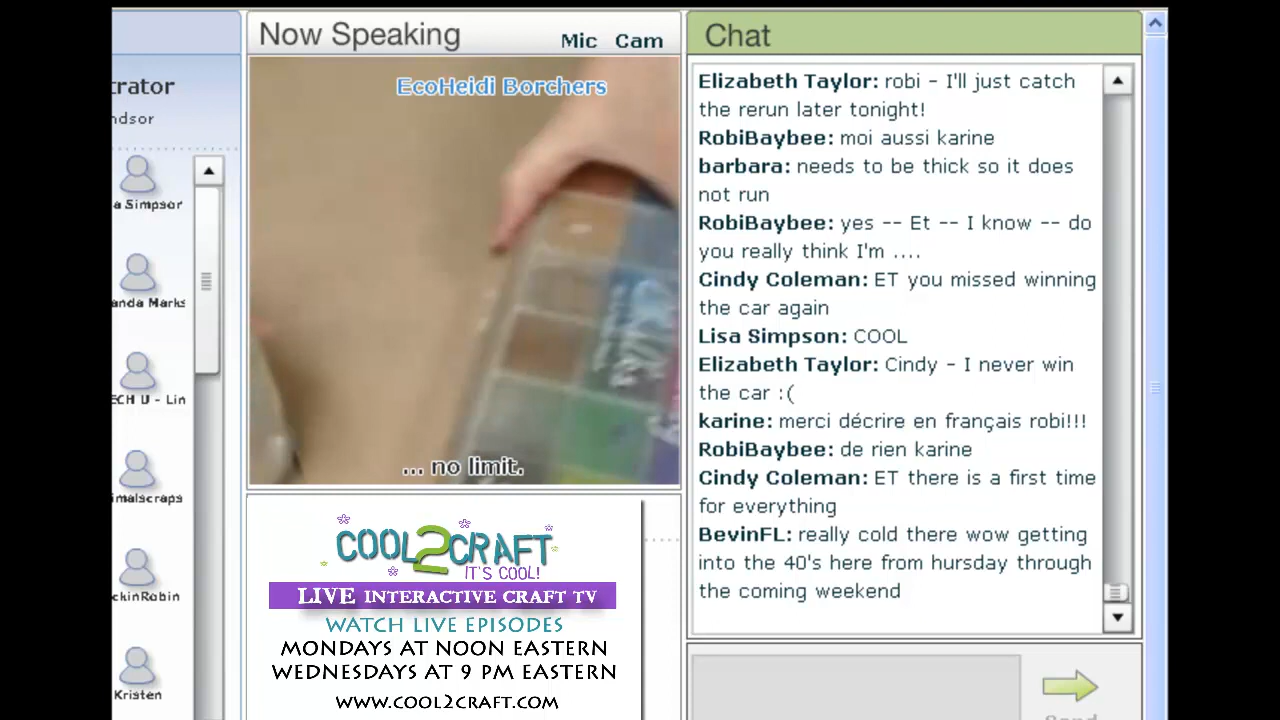 Now Speaking
Mic Cam
Chat
EcoHeidi Borchers
... no limit.
trator
ndsor
a Simpson
anda Marks
ECH U - Lin
imalscraps
ckinRobin
Kristen
Elizabeth Taylor: robi - I'll just catch
the rerun later tonight!
RobiBaybee: moi aussi karine
barbara: needs to be thick so it does
not run
RobiBaybee: yes -- Et -- I know -- do
you really think I'm ....
Cindy Coleman: ET you missed winning
the car again
Lisa Simpson: COOL
Elizabeth Taylor: Cindy - I never win
the car :(
karine: merci décrire en français robi!!!
RobiBaybee: de rien karine
Cindy Coleman: ET there is a first time
for everything
BevinFL: really cold there wow getting
into the 40's here from hursday through
the coming weekend
COOL2CRAFT
IT'S COOL!
LIVE INTERACTIVE CRAFT TV
WATCH LIVE EPISODES
MONDAYS AT NOON EASTERN
WEDNESDAYS AT 9 PM EASTERN
WWW.COOL2CRAFT.COM
Send